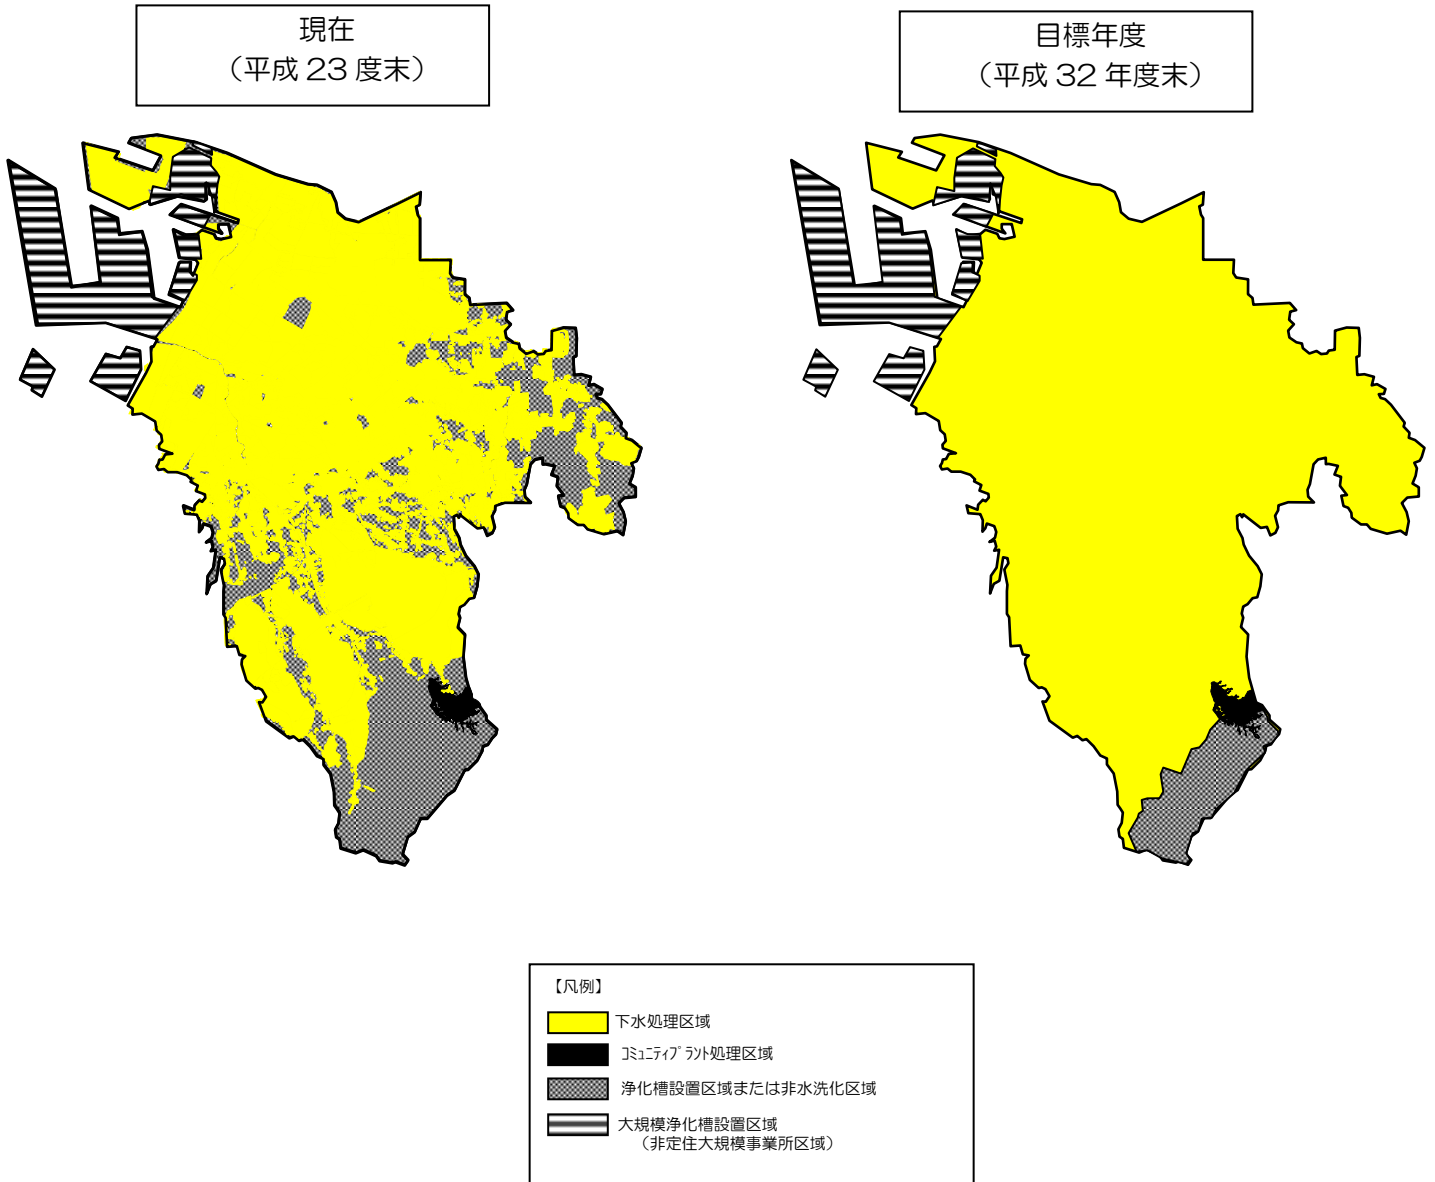 現在
（平成 23 度末）
目標年度
（平成 32 年度末）
【凡例】
下水処理区域
ｺﾐｭﾆﾃｨﾌﾟﾗﾝﾄ処理区域
浄化槽設置区域または非水洗化区域
大規模浄化槽設置区域
（非定住大規模事業所区域）